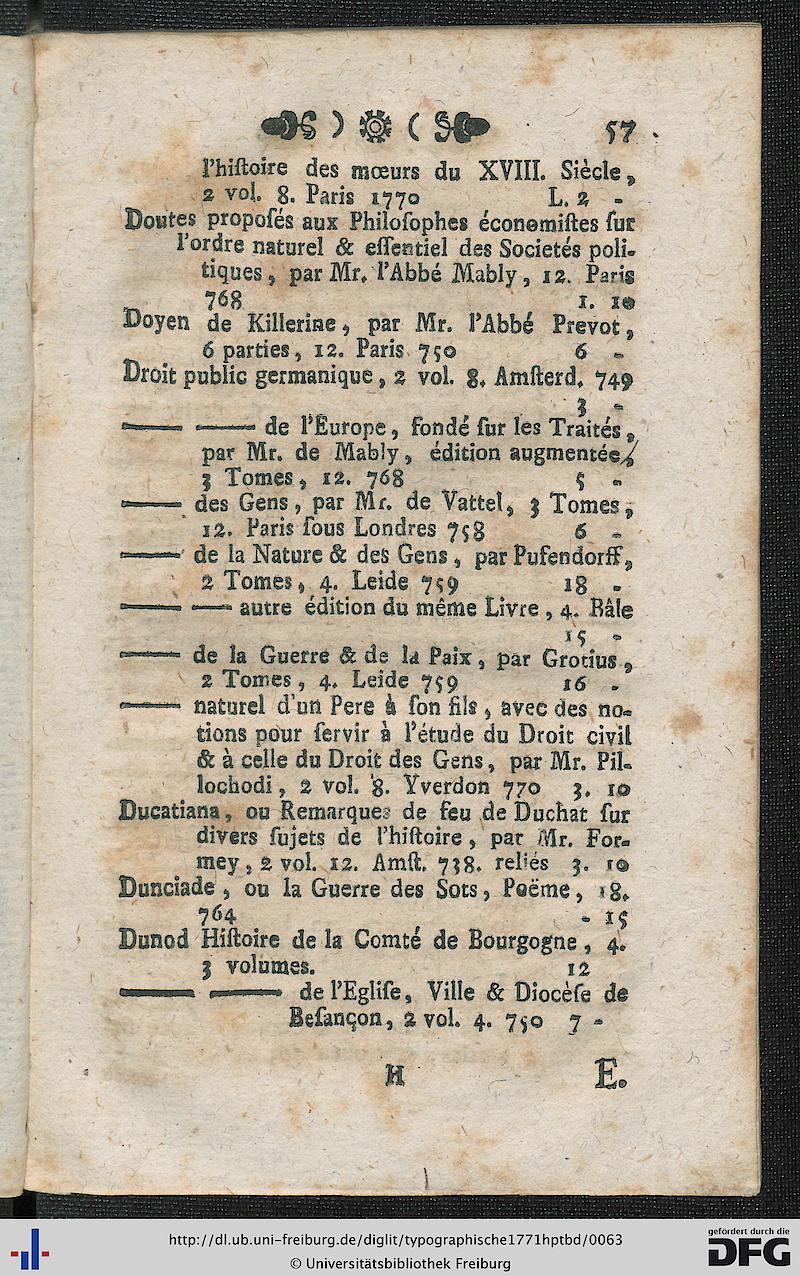 ) ( 57.
l'hiſtoire des mœurs du XVIII. Siècle,
2 vol. 8. Paris 1770 L. 2 -
Doutes propoſés aux Philoſophes économiſtes ſur
l'ordre naturel & eſſentiel des Societés poli-
tiques, par Mr. l'Abbé Mably, 12. Paris
768 1. 10
Doyen de Killerine, par Mr. l'Abbé Prevot,
6 parties, 12. Paris 750 6 -
Droit public germanique, 2 vol. 8. Amſterd. 749
3 -
——— ——— de l'Europe, fondé ſur les Traités,
par Mr. de Mably, édition augmentée,
3 Tomes, 12. 768 5 -
——— des Gens, par Mr. de Vattel, 3 Tomes,
12. Paris ſous Londres 758 6 -
——— de la Nature & des Gens, par Pufendorff,
2 Tomes, 4. Leide 759 18 -
——— —— autre édition du même Livre, 4. Bâle
15 -
——— de la Guerre & de la Paix, par Grotius,
2 Tomes, 4. Leide 759 16 -
——— naturel d'un Pere à ſon fils, avec des no-
tions pour ſervir à l'étude du Droit civil
& à celle du Droit des Gens, par Mr. Pil-
lochodi, 2 vol. 8. Yverdon 770 3. 10
Ducatiana, ou Remarques de feu de Duchat ſur
divers ſujets de l'hiſtoire, par Mr. For-
mey, 2 vol. 12. Amſt. 738. reliés 3. 10
Dunciade, ou la Guerre des Sots, Poëme, 18.
764 - 15
Dunod Hiſtoire de la Comté de Bourgogne, 4.
3 volumes. 12
——— ——— de l'Egliſe, Ville & Diocèſe de
Beſançon, 2 vol. 4. 750 7 -
H E.
http://dl.ub.uni-freiburg.de/diglit/typographische1771hptbd/0063
© Universitätsbibliothek Freiburg
gefördert durch die
DFG